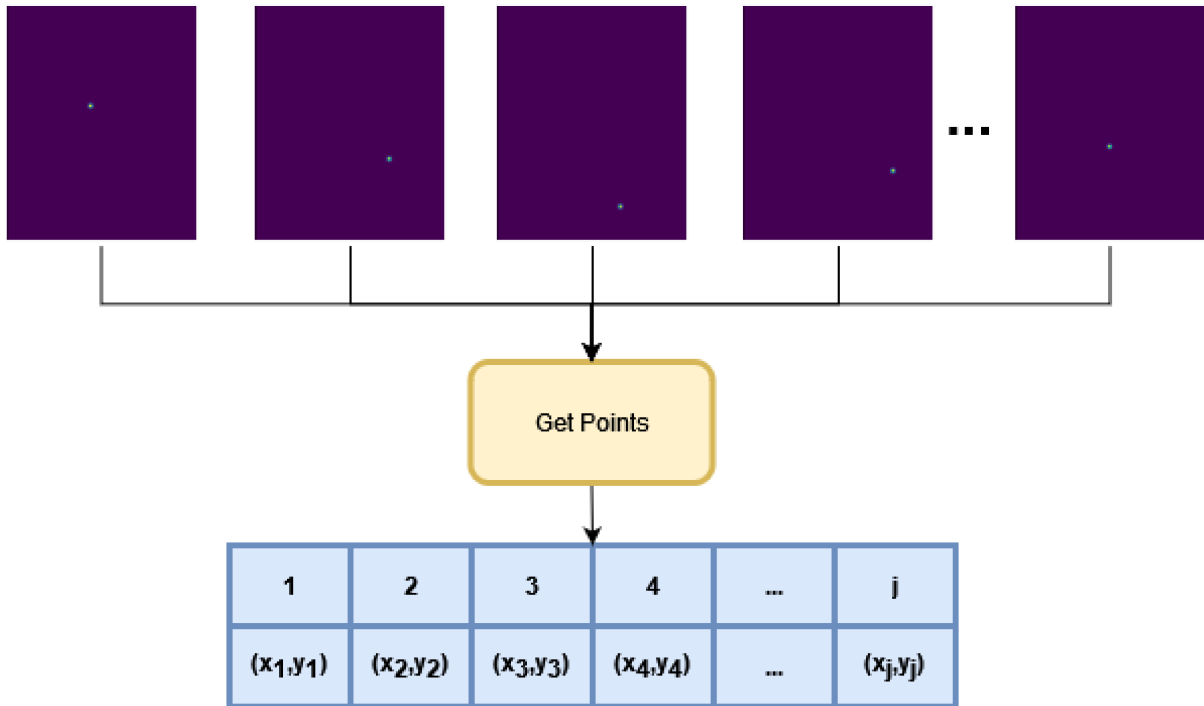 ...
Get Points
1 2 3 4 ... j
(x₁,y₁) (x₂,y₂) (x₃,y₃) (x₄,y₄) ... (xⱼ,yⱼ)